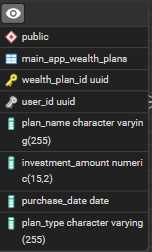 public
main_app_wealth_plans
wealth_plan_id uuid
user_id uuid
plan_name character varyin
g(255)
investment_amount numeri
c(15,2)
purchase_date date
plan_type character varying
(255)